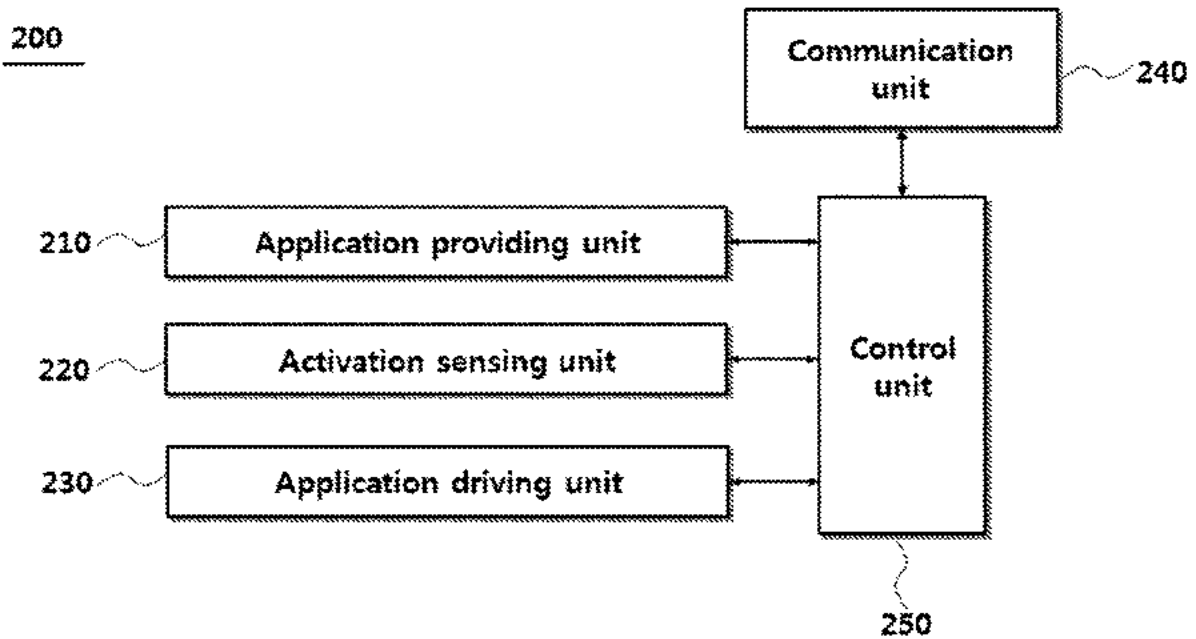 200
Communication
unit
240
210
Application providing unit
220
Activation sensing unit
Control
unit
230
Application driving unit
250